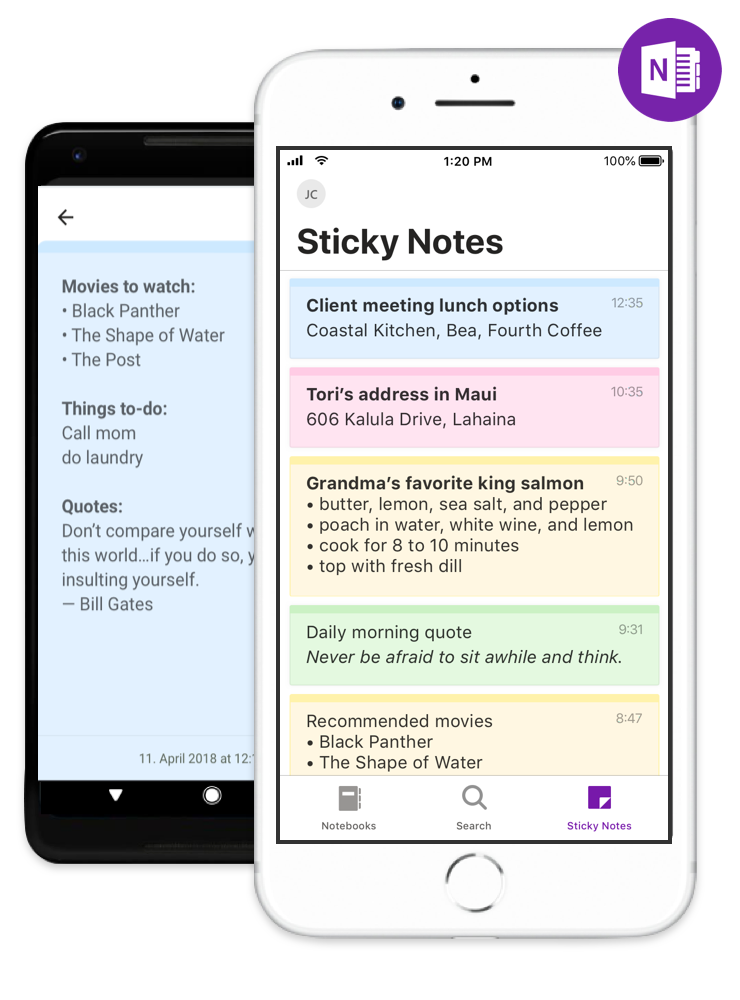 N
Movies to watch:
• Black Panther
• The Shape of Water
• The Post
Things to-do:
Call mom
do laundry
Quotes:
Don’t compare yourself
this world...if you do so,
insulting yourself.
— Bill Gates
11. April 2018 at
1:20 PM
100%
JC
Sticky Notes
Client meeting lunch options 12:35
Coastal Kitchen, Bea, Fourth Coffee
Tori’s address in Maui 10:35
606 Kalula Drive, Lahaina
Grandma’s favorite king salmon 9:50
• butter, lemon, sea salt, and pepper
• poach in water, white wine, and lemon
• cook for 8 to 10 minutes
• top with fresh dill
Daily morning quote 9:31
Never be afraid to sit awhile and think.
Recommended movies 8:47
• Black Panther
• The Shape of Water
Notebooks
Search
Sticky Notes